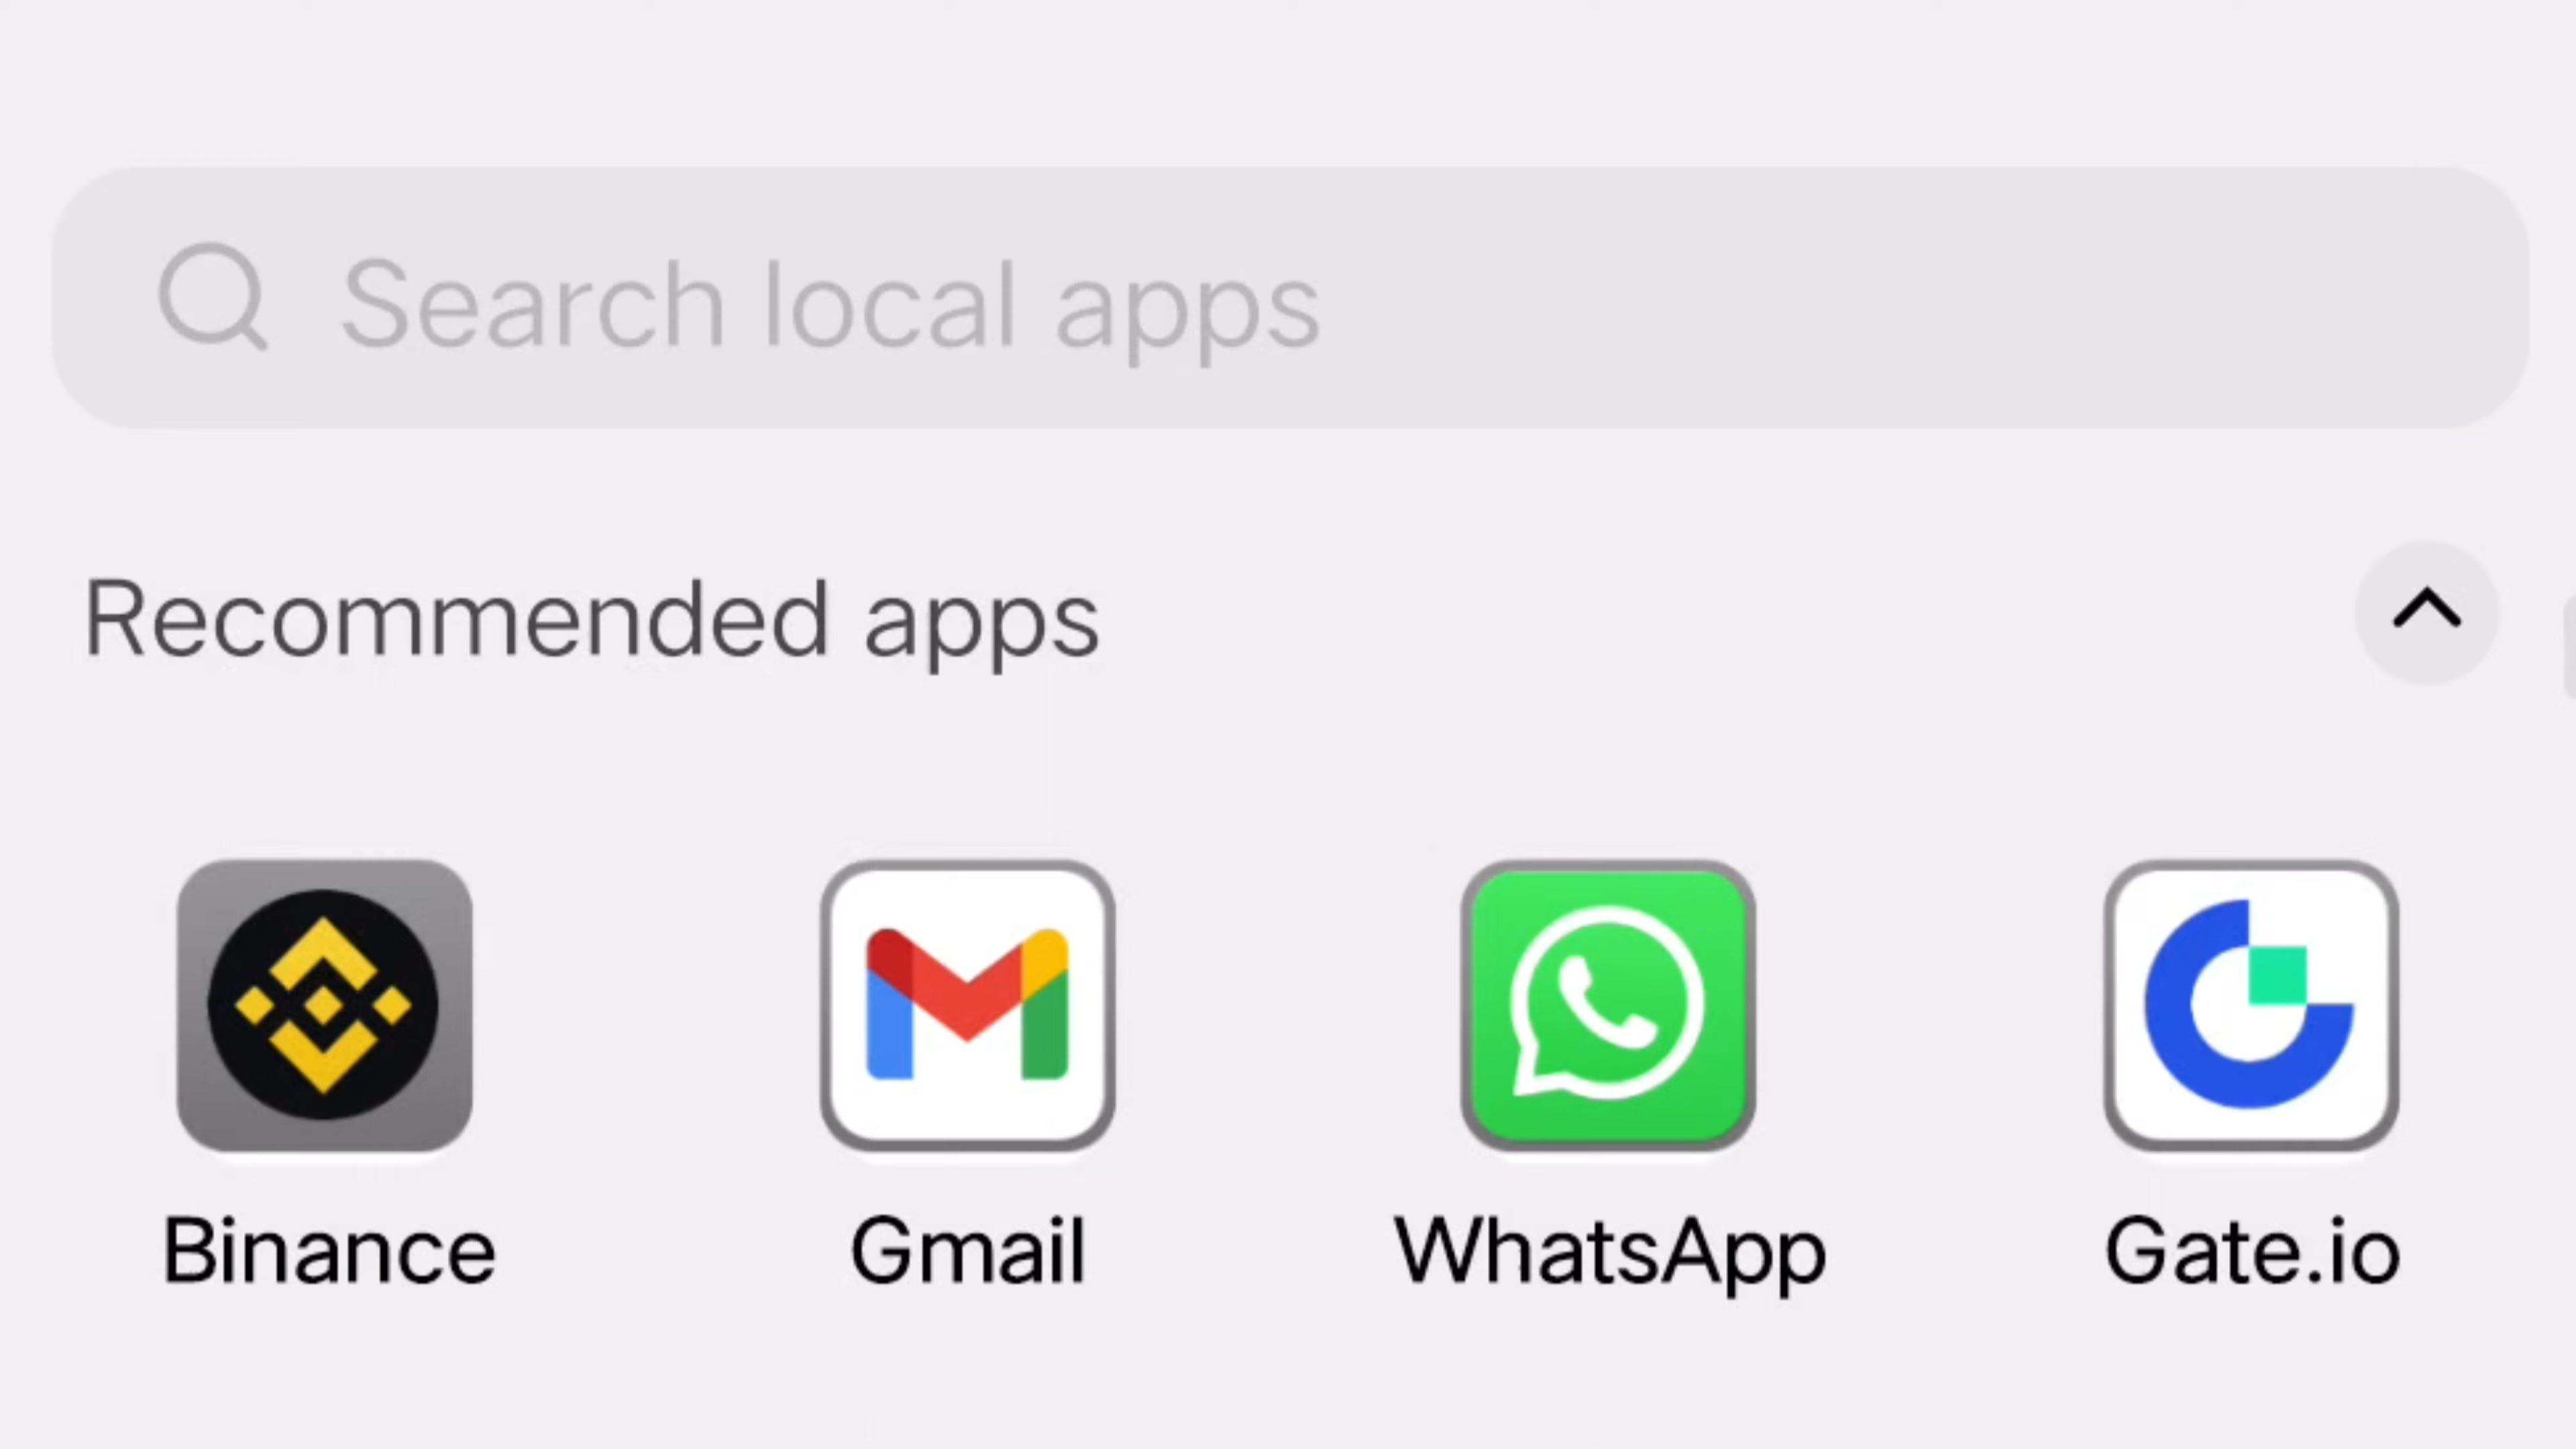 Search local apps
Recommended apps
Binance
Gmail
WhatsApp
Gate.io